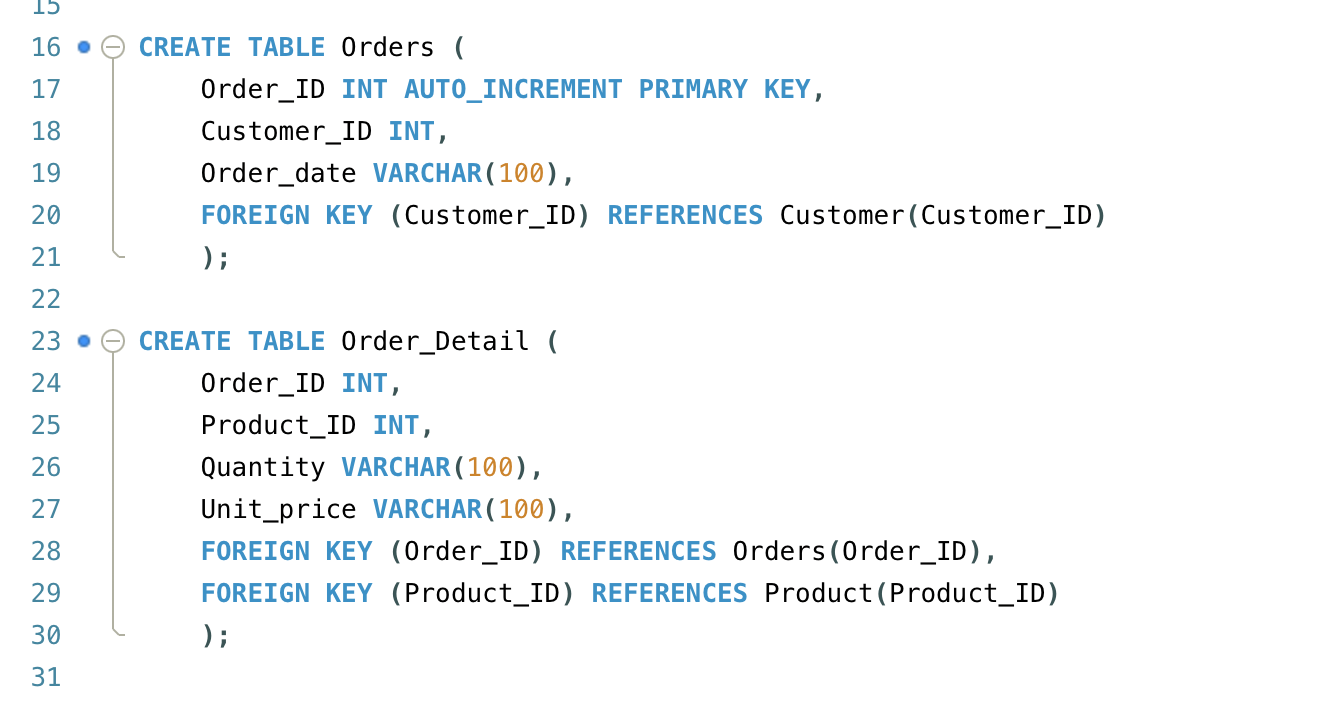 15
16 CREATE TABLE Orders (
17 Order_ID INT AUTO_INCREMENT PRIMARY KEY,
18 Customer_ID INT,
19 Order_date VARCHAR(100),
20 FOREIGN KEY (Customer_ID) REFERENCES Customer(Customer_ID)
21 );
22
23 CREATE TABLE Order_Detail (
24 Order_ID INT,
25 Product_ID INT,
26 Quantity VARCHAR(100),
27 Unit_price VARCHAR(100),
28 FOREIGN KEY (Order_ID) REFERENCES Orders(Order_ID),
29 FOREIGN KEY (Product_ID) REFERENCES Product(Product_ID)
30 );
31